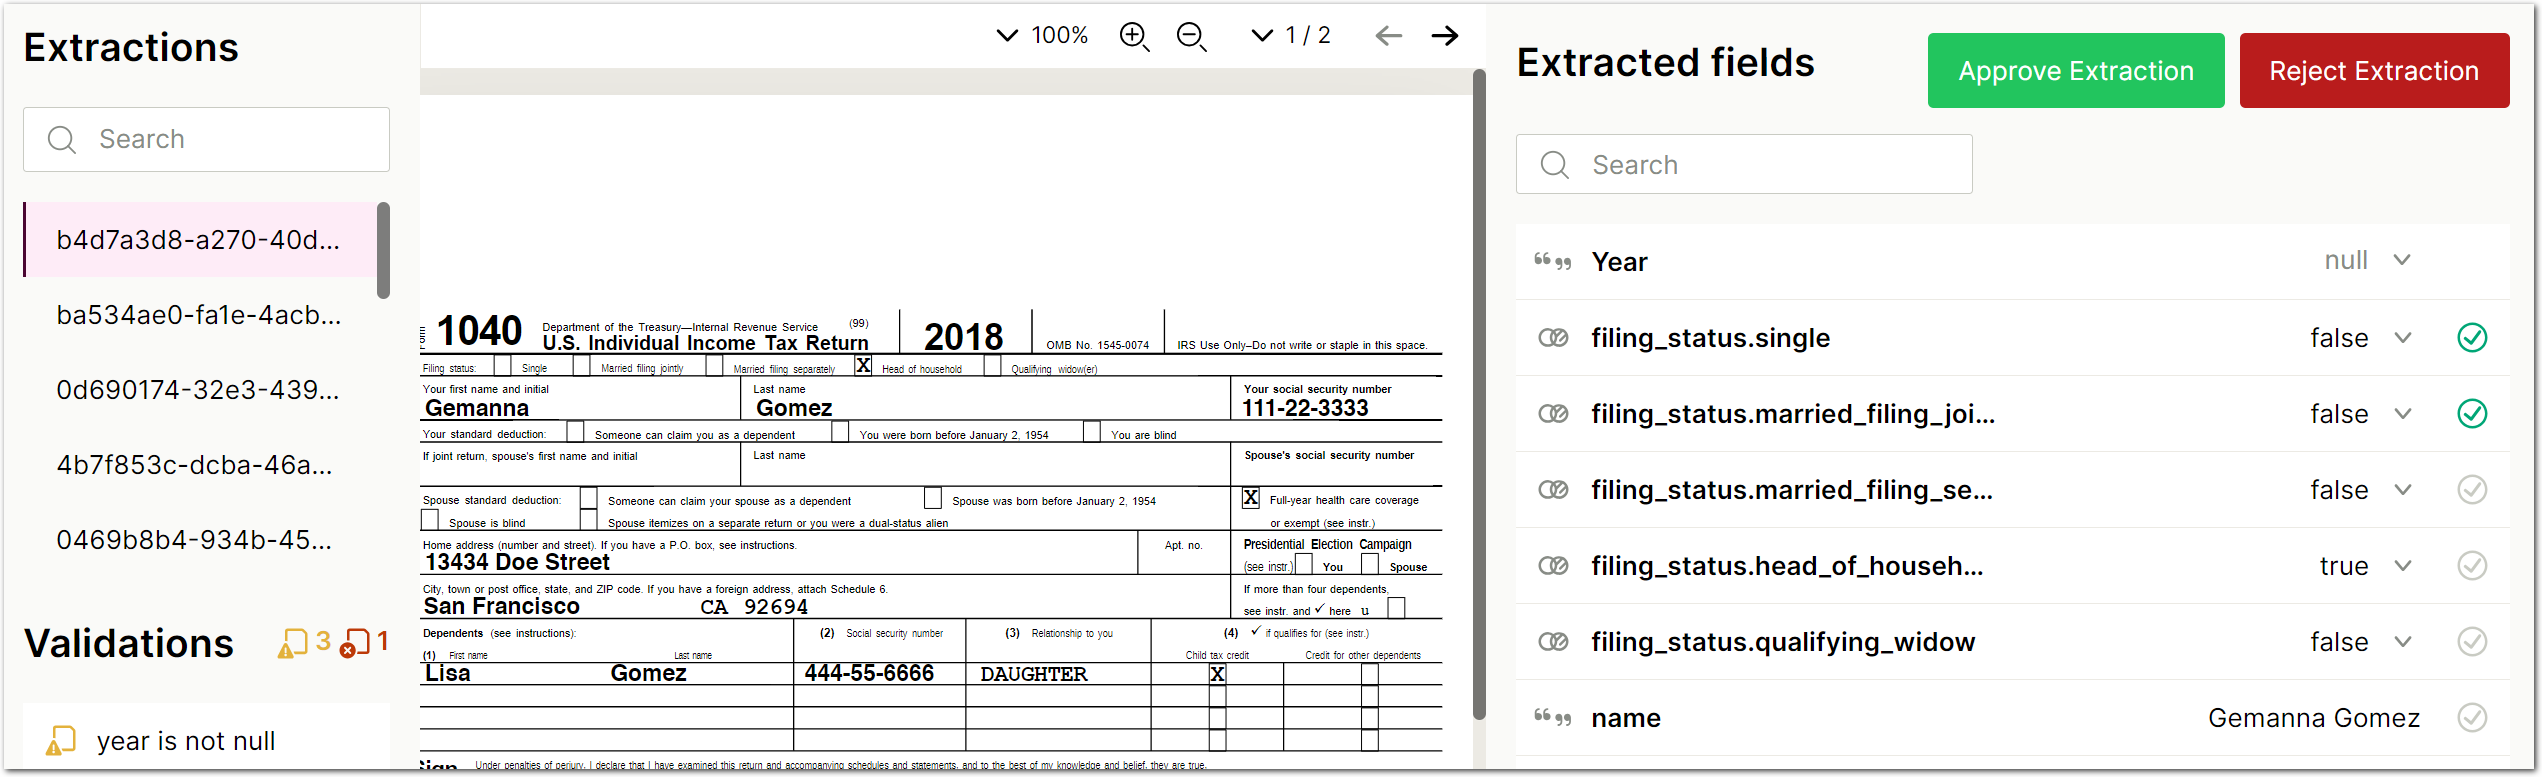 Extractions
Search
b4d7a3d8-a270-40d...
ba534ae0-fa1e-4acb...
0d690174-32e3-439...
4b7f853c-dcba-46a...
0469b8b4-934b-45...
Validations 3 1
year is not null
100% 1 / 2
Form 1040 Department of the Treasury—Internal Revenue Service (99)
U.S. Individual Income Tax Return 2018 OMB No. 1545-0074 IRS Use Only–Do not write or staple in this space.
Filing status: Single Married filing jointly Married filing separately X Head of household Qualifying widow(er)
Your first name and initial Last name Your social security number
Gemanna Gomez 111-22-3333
Your standard deduction: Someone can claim you as a dependent You were born before January 2, 1954 You are blind
If joint return, spouse's first name and initial Last name Spouse's social security number
Spouse standard deduction: Someone can claim your spouse as a dependent Spouse was born before January 2, 1954 X Full-year health care coverage
Spouse is blind Spouse itemizes on a separate return or you were a dual-status alien or exempt (see instr.)
Home address (number and street). If you have a P.O. box, see instructions. Apt. no. Presidential Election Campaign
13434 Doe Street (see instr.) You Spouse
City, town or post office, state, and ZIP code. If you have a foreign address, attach Schedule 6. If more than four dependents,
San Francisco CA 92694 see instr. and ✓ here u
Dependents (see instructions): (2) Social security number (3) Relationship to you (4) ✓ if qualifies for (see instr.)
(1) First name Last name Child tax credit Credit for other dependents
Lisa Gomez 444-55-6666 DAUGHTER X
Sign Under penalties of perjury, I declare that I have examined this return and accompanying schedules and statements, and to the best of my knowledge and belief, they are true,
Extracted fields
Approve Extraction
Reject Extraction
Search
Year null
filing_status.single false
filing_status.married_filing_joi... false
filing_status.married_filing_se... false
filing_status.head_of_househ... true
filing_status.qualifying_widow false
name Gemanna Gomez